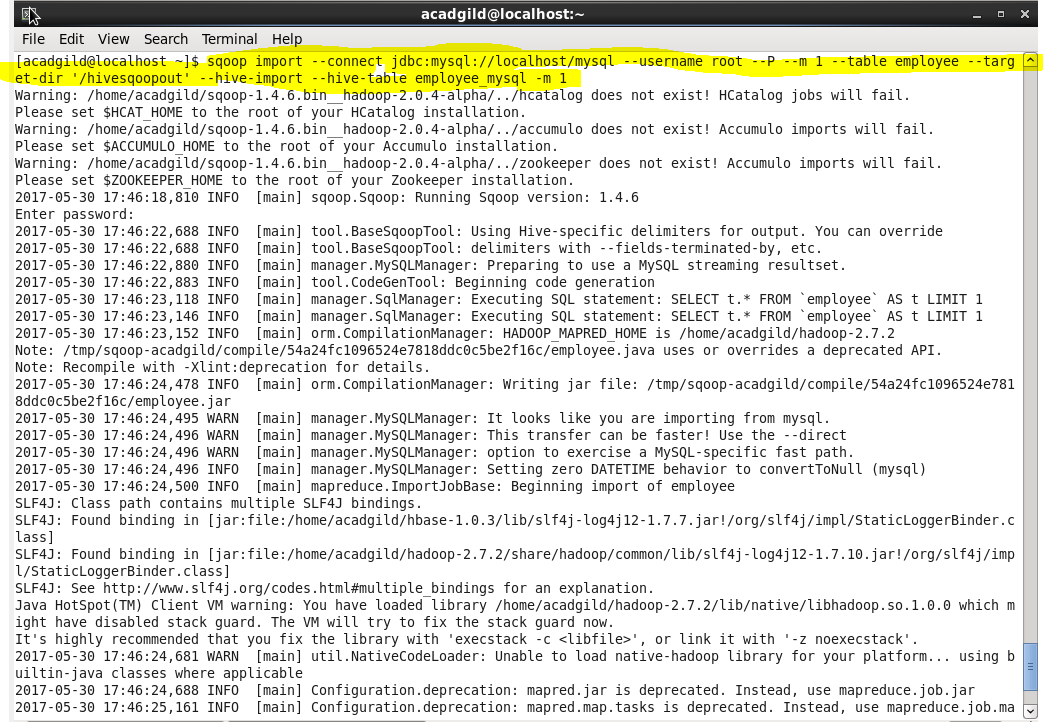 acadgild@localhost:~
File Edit View Search Terminal Help
[acadgild@localhost ~]$ sqoop import --connect jdbc:mysql://localhost/mysql --username root --P --m 1 --table employee --targ
et-dir '/hivesqoopout' --hive-import --hive-table employee_mysql -m 1
Warning: /home/acadgild/sqoop-1.4.6.bin__hadoop-2.0.4-alpha/../hcatalog does not exist! HCatalog jobs will fail.
Please set $HCAT_HOME to the root of your HCatalog installation.
Warning: /home/acadgild/sqoop-1.4.6.bin__hadoop-2.0.4-alpha/../accumulo does not exist! Accumulo imports will fail.
Please set $ACCUMULO_HOME to the root of your Accumulo installation.
Warning: /home/acadgild/sqoop-1.4.6.bin__hadoop-2.0.4-alpha/../zookeeper does not exist! Accumulo imports will fail.
Please set $ZOOKEEPER_HOME to the root of your Zookeeper installation.
2017-05-30 17:46:18,810 INFO  [main] sqoop.Sqoop: Running Sqoop version: 1.4.6
Enter password:
2017-05-30 17:46:22,688 INFO  [main] tool.BaseSqoopTool: Using Hive-specific delimiters for output. You can override
2017-05-30 17:46:22,688 INFO  [main] tool.BaseSqoopTool: delimiters with --fields-terminated-by, etc.
2017-05-30 17:46:22,880 INFO  [main] manager.MySQLManager: Preparing to use a MySQL streaming resultset.
2017-05-30 17:46:22,883 INFO  [main] tool.CodeGenTool: Beginning code generation
2017-05-30 17:46:23,118 INFO  [main] manager.SqlManager: Executing SQL statement: SELECT t.* FROM `employee` AS t LIMIT 1
2017-05-30 17:46:23,146 INFO  [main] manager.SqlManager: Executing SQL statement: SELECT t.* FROM `employee` AS t LIMIT 1
2017-05-30 17:46:23,152 INFO  [main] orm.CompilationManager: HADOOP_MAPRED_HOME is /home/acadgild/hadoop-2.7.2
Note: /tmp/sqoop-acadgild/compile/54a24fc1096524e7818ddc0c5be2f16c/employee.java uses or overrides a deprecated API.
Note: Recompile with -Xlint:deprecation for details.
2017-05-30 17:46:24,478 INFO  [main] orm.CompilationManager: Writing jar file: /tmp/sqoop-acadgild/compile/54a24fc1096524e781
8ddc0c5be2f16c/employee.jar
2017-05-30 17:46:24,495 WARN  [main] manager.MySQLManager: It looks like you are importing from mysql.
2017-05-30 17:46:24,496 WARN  [main] manager.MySQLManager: This transfer can be faster! Use the --direct
2017-05-30 17:46:24,496 WARN  [main] manager.MySQLManager: option to exercise a MySQL-specific fast path.
2017-05-30 17:46:24,496 INFO  [main] manager.MySQLManager: Setting zero DATETIME behavior to convertToNull (mysql)
2017-05-30 17:46:24,500 INFO  [main] mapreduce.ImportJobBase: Beginning import of employee
SLF4J: Class path contains multiple SLF4J bindings.
SLF4J: Found binding in [jar:file:/home/acadgild/hbase-1.0.3/lib/slf4j-log4j12-1.7.7.jar!/org/slf4j/impl/StaticLoggerBinder.c
lass]
SLF4J: Found binding in [jar:file:/home/acadgild/hadoop-2.7.2/share/hadoop/common/lib/slf4j-log4j12-1.7.10.jar!/org/slf4j/imp
l/StaticLoggerBinder.class]
SLF4J: See http://www.slf4j.org/codes.html#multiple_bindings for an explanation.
Java HotSpot(TM) Client VM warning: You have loaded library /home/acadgild/hadoop-2.7.2/lib/native/libhadoop.so.1.0.0 which m
ight have disabled stack guard. The VM will try to fix the stack guard now.
It's highly recommended that you fix the library with 'execstack -c <libfile>', or link it with '-z noexecstack'.
2017-05-30 17:46:24,681 WARN  [main] util.NativeCodeLoader: Unable to load native-hadoop library for your platform... using b
uiltin-java classes where applicable
2017-05-30 17:46:24,688 INFO  [main] Configuration.deprecation: mapred.jar is deprecated. Instead, use mapreduce.job.jar
2017-05-30 17:46:25,161 INFO  [main] Configuration.deprecation: mapred.map.tasks is deprecated. Instead, use mapreduce.job.ma